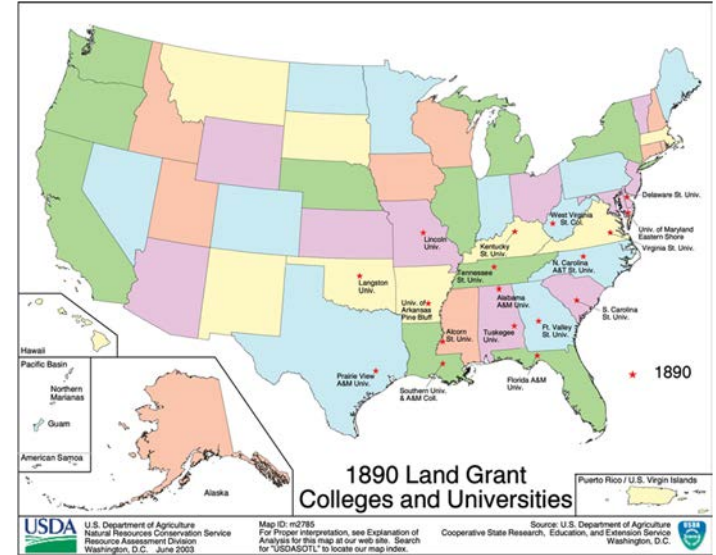 Delaware St. Univ.
West Virginia
St. Col.
Univ. of Maryland
Eastern Shore
Lincoln
Univ.
Kentucky
St. Univ.
Virginia St. Univ.
N. Carolina
A&T St. Univ.
Tennessee
St. Univ.
Langston
Univ.
Alabama
A&M Univ.
Univ. of
Arkansas
Pine Bluff
S. Carolina
St. Univ.
Alcorn
St. Univ.
Tuskegee
Univ.
Ft. Valley
St. Univ.
Hawaii
Pacific Basin
Northern
Marianas
Guam
American Samoa
Prairie View
A&M Univ.
Southern Univ.
& A&M Coll.
Florida A&M
Univ.
1890
Alaska
1890 Land Grant
Colleges and Universities
Puerto Rico / U.S. Virgin Islands
USDA
U.S. Department of Agriculture
Natural Resources Conservation Service
Resource Assessment Division
Washington, D.C. June 2003
Map ID: m2785
For Proper interpretation, see Explanation of
Analysis for this map at our web site. Search
for "USDASOTL" to locate our map index.
Source: U.S. Department of Agriculture
Cooperative State Research, Education, and Extension Service
Washington, D.C.